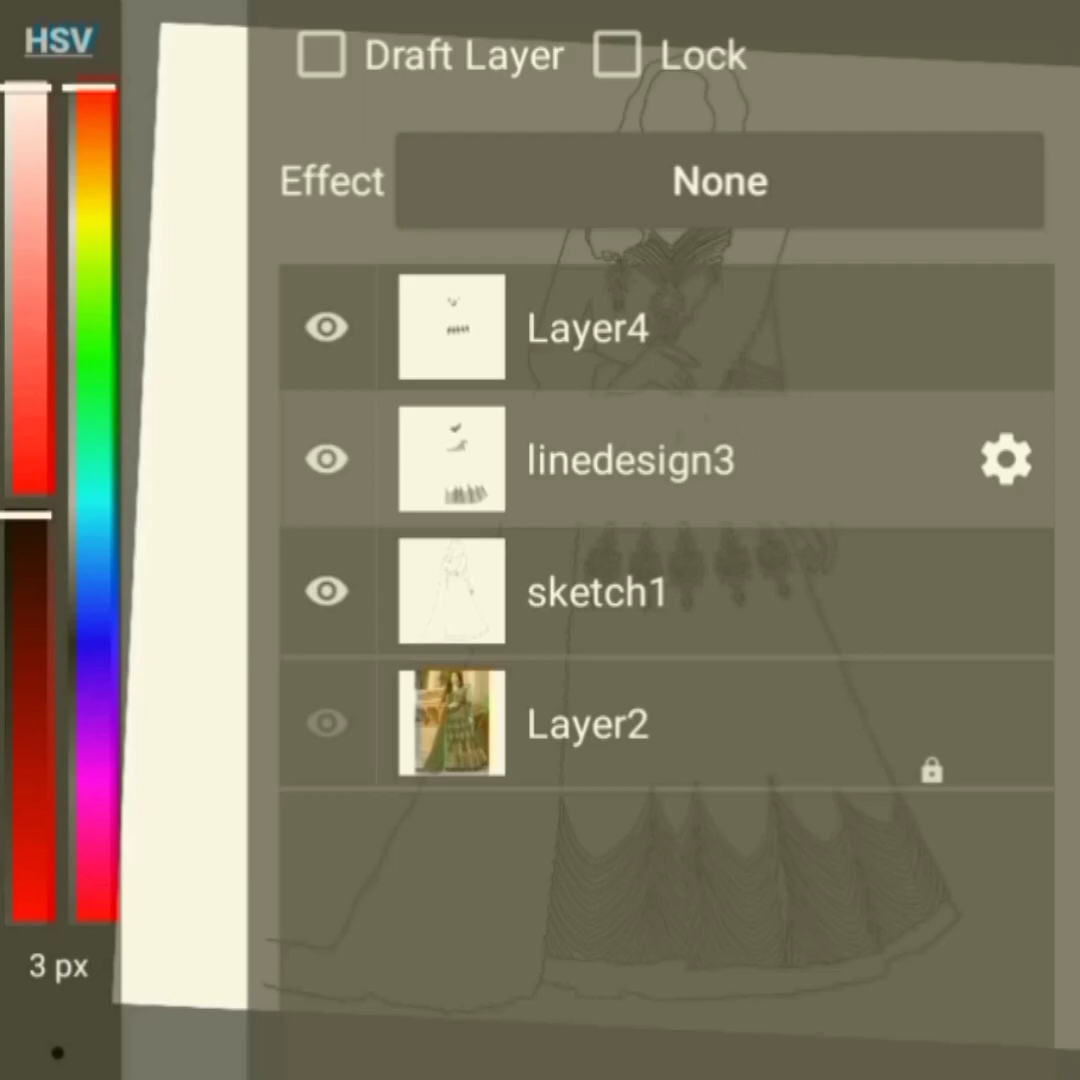 HSV
Draft Layer Lock
Effect None
Layer4
linedesign3
sketch1
Layer2
3 px